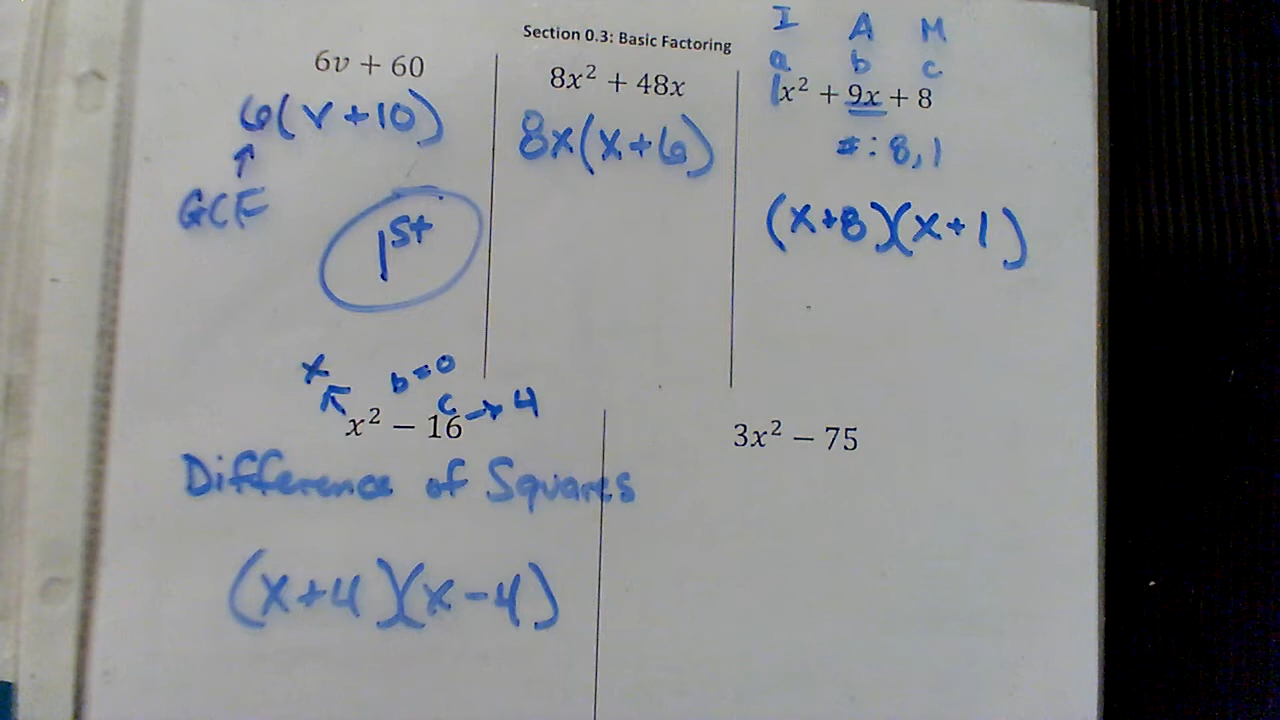 Section 0.3: Basic Factoring
6v + 60
6(v+10)
↑
GCF
1st
8x² + 48x
8x(x+6)
I A M
a b c
1x² + 9x + 8
#: 8,1
(x+8)(x+1)
x b=0
c → 4
x² − 16
Difference of Squares
(x+4)(x-4)
3x² − 75